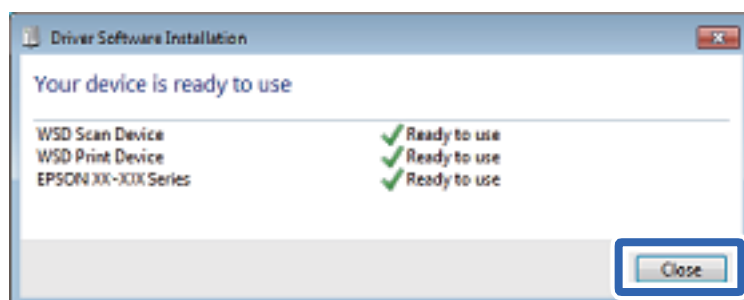 Driver Software Installation
Your device is ready to use
WSD Scan Device Ready to use
WSD Print Device Ready to use
EPSON XX-XXX Series Ready to use
Close